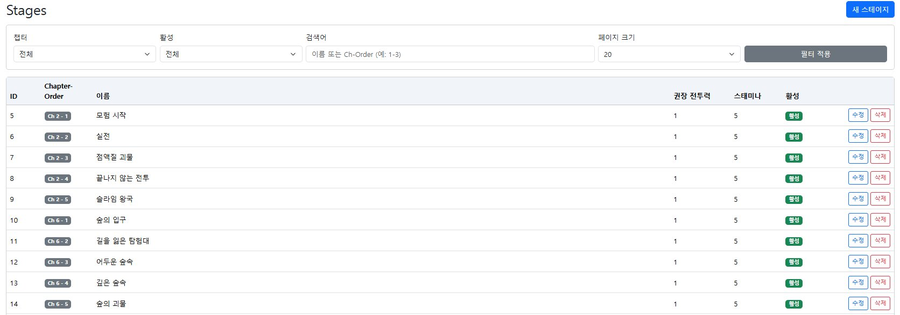 Stages
새 스테이지
챕터
활성
검색어
페이지 크기
전체
전체
이름 또는 Ch-Order (예: 1-3)
20
필터 적용
ID
Chapter-
Order
이름
권장 전투력
스태미나
활성
5 Ch 2 - 1 모험 시작 1 5 활성 수정 삭제
6 Ch 2 - 2 실전 1 5 활성 수정 삭제
7 Ch 2 - 3 점액질 괴물 1 5 활성 수정 삭제
8 Ch 2 - 4 끝나지 않는 전투 1 5 활성 수정 삭제
9 Ch 2 - 5 슬라임 왕국 1 5 활성 수정 삭제
10 Ch 6 - 1 숲의 입구 1 5 활성 수정 삭제
11 Ch 6 - 2 길을 잃은 탐험대 1 5 활성 수정 삭제
12 Ch 6 - 3 어두운 숲속 1 5 활성 수정 삭제
13 Ch 6 - 4 깊은 숲속 1 5 활성 수정 삭제
14 Ch 6 - 5 숲의 괴물 1 5 활성 수정 삭제